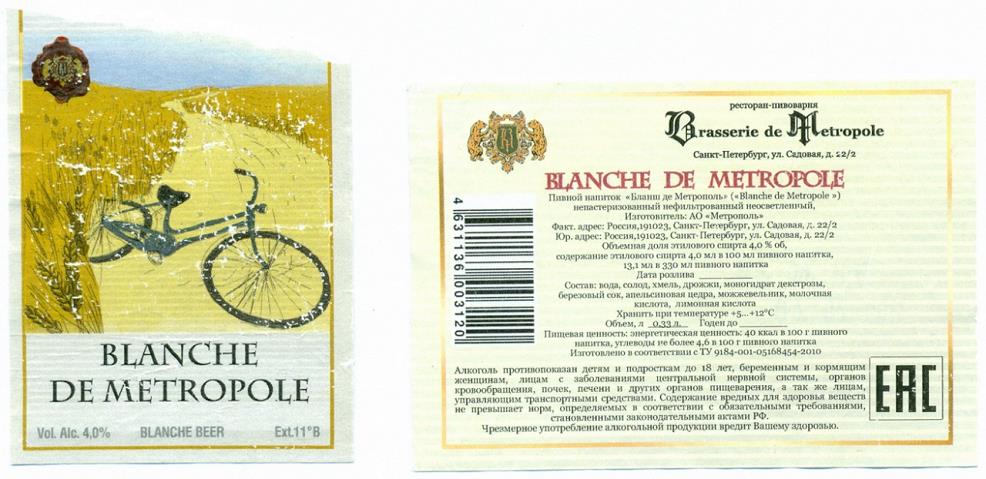 BLANCHE
DE METROPOLE
Vol. Alc. 4,0% BLANCHE BEER Ext.11°B
ресторан-пивоварня
Brasserie de Metropole
Санкт-Петербург, ул. Садовая, д. 22/2
BLANCHE DE METROPOLE
Пивной напиток «Бланш де Метрополь» («Blanche de Metropole »)
непастеризованный нефильтрованный неосветленный,
Изготовитель: АО «Метрополь»
Факт. адрес: Россия,191023, Санкт-Петербург, ул. Садовая, д. 22/2
Юр. адрес: Россия,191023, Санкт-Петербург, ул. Садовая, д. 22/2
Объемная доля этилового спирта 4,0 % об,
содержание этилового спирта 4,0 мл в 100 мл пивного напитка,
13,1 мл в 330 мл пивного напитка
Дата розлива ________
Состав: вода, солод, хмель, дрожжи, моногидрат декстрозы,
березовый сок, апельсиновая цедра, можжевельник, молочная
кислота, лимонная кислота
Хранить при температуре +5...+12°С
Объем, л 0,33 л. Годен до ________
Пищевая ценность: энергетическая ценность: 40 ккал в 100 г пивного
напитка, углеводы не более 4,6 в 100 г пивного напитка
Изготовлено в соответствии с ТУ 9184-001-05168454-2010
4 631136 003120
Алкоголь противопоказан детям и подросткам до 18 лет, беременным и кормящим
женщинам, лицам с заболеваниями центральной нервной системы, органов
кровообращения, почек, печени и других органов пищеварения, а так же лицам,
управляющим транспортными средствами. Содержание вредных для здоровья веществ
не превышает норм, определяемых в соответствии с обязательными требованиями,
установленными законодательными актами РФ.
Чрезмерное употребление алкогольной продукции вредит Вашему здоровью.
EAC